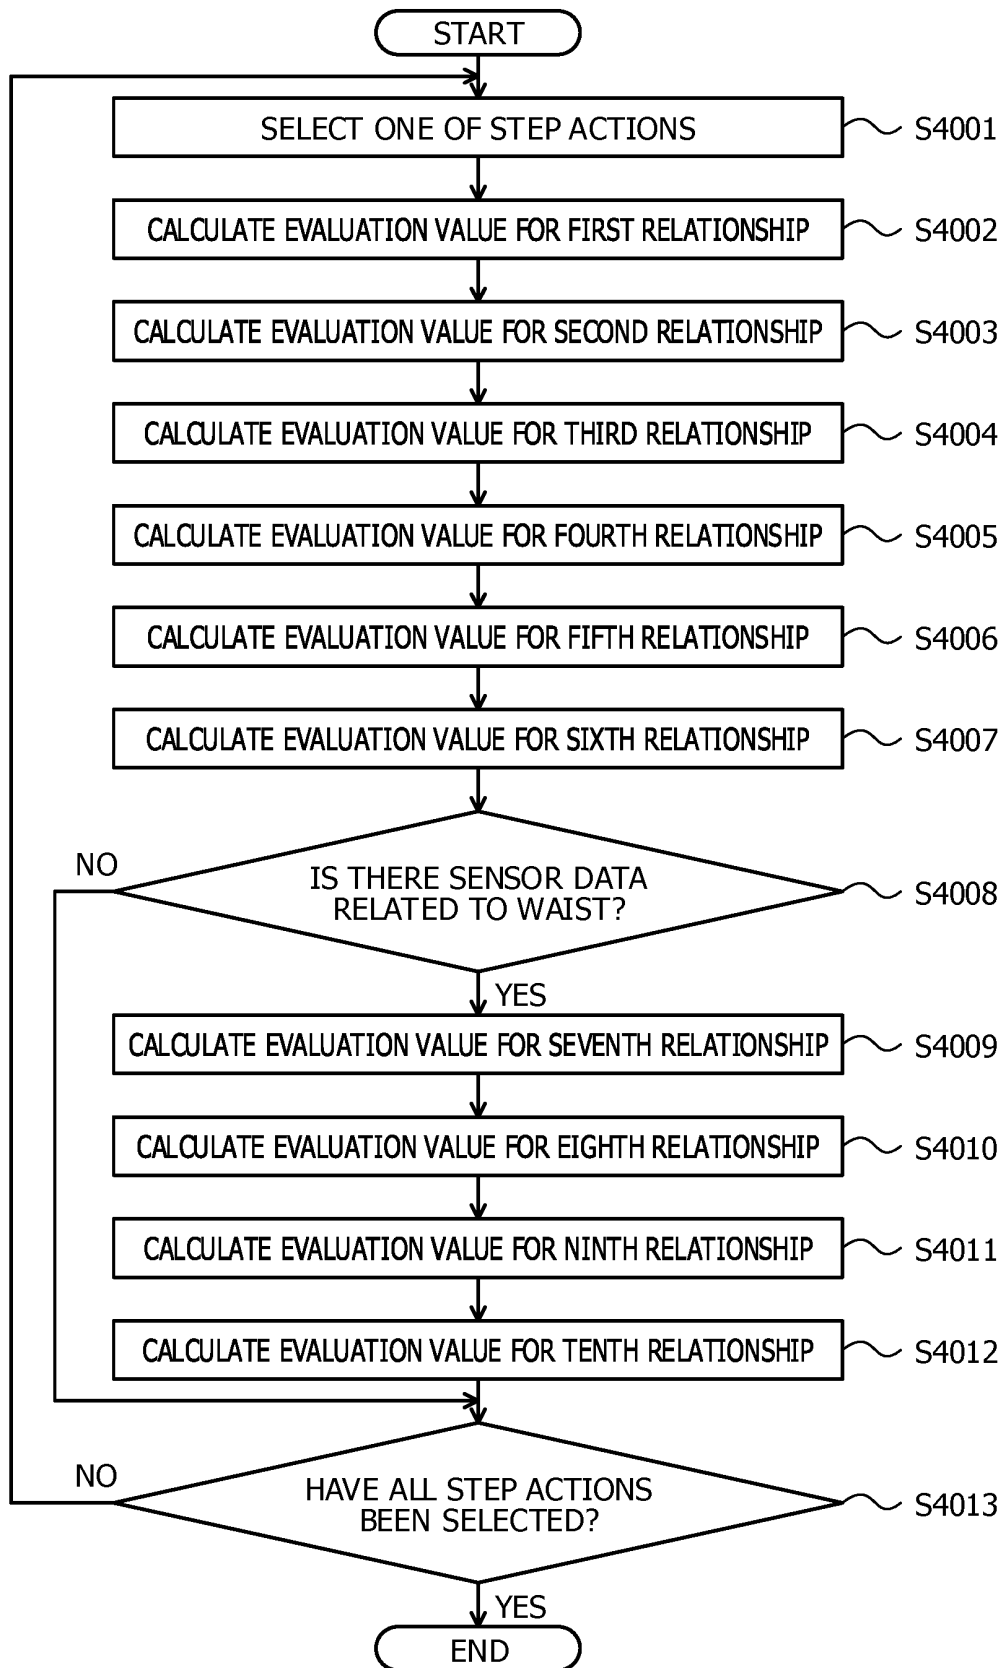 START
SELECT ONE OF STEP ACTIONS
S4001
CALCULATE EVALUATION VALUE FOR FIRST RELATIONSHIP
S4002
CALCULATE EVALUATION VALUE FOR SECOND RELATIONSHIP
S4003
CALCULATE EVALUATION VALUE FOR THIRD RELATIONSHIP
S4004
CALCULATE EVALUATION VALUE FOR FOURTH RELATIONSHIP
S4005
CALCULATE EVALUATION VALUE FOR FIFTH RELATIONSHIP
S4006
CALCULATE EVALUATION VALUE FOR SIXTH RELATIONSHIP
S4007
NO
IS THERE SENSOR DATA
RELATED TO WAIST?
S4008
YES
CALCULATE EVALUATION VALUE FOR SEVENTH RELATIONSHIP
S4009
CALCULATE EVALUATION VALUE FOR EIGHTH RELATIONSHIP
S4010
CALCULATE EVALUATION VALUE FOR NINTH RELATIONSHIP
S4011
CALCULATE EVALUATION VALUE FOR TENTH RELATIONSHIP
S4012
NO
HAVE ALL STEP ACTIONS
BEEN SELECTED?
S4013
YES
END